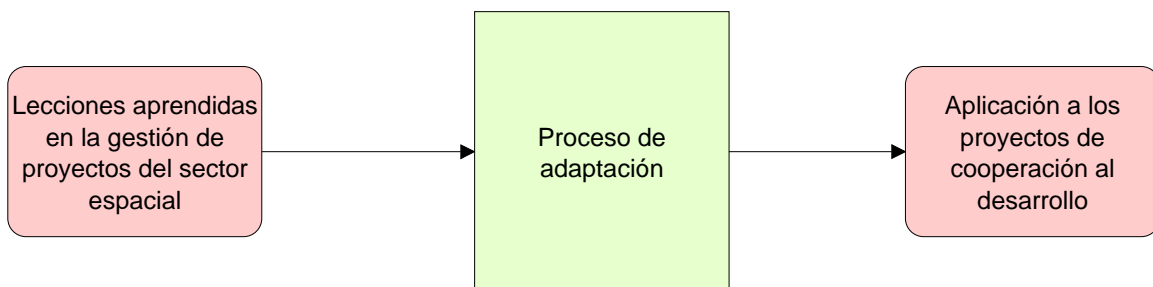 Lecciones aprendidas
en la gestión de
proyectos del sector
espacial
Proceso de
adaptación
Aplicación a los
proyectos de
cooperación al
desarrollo